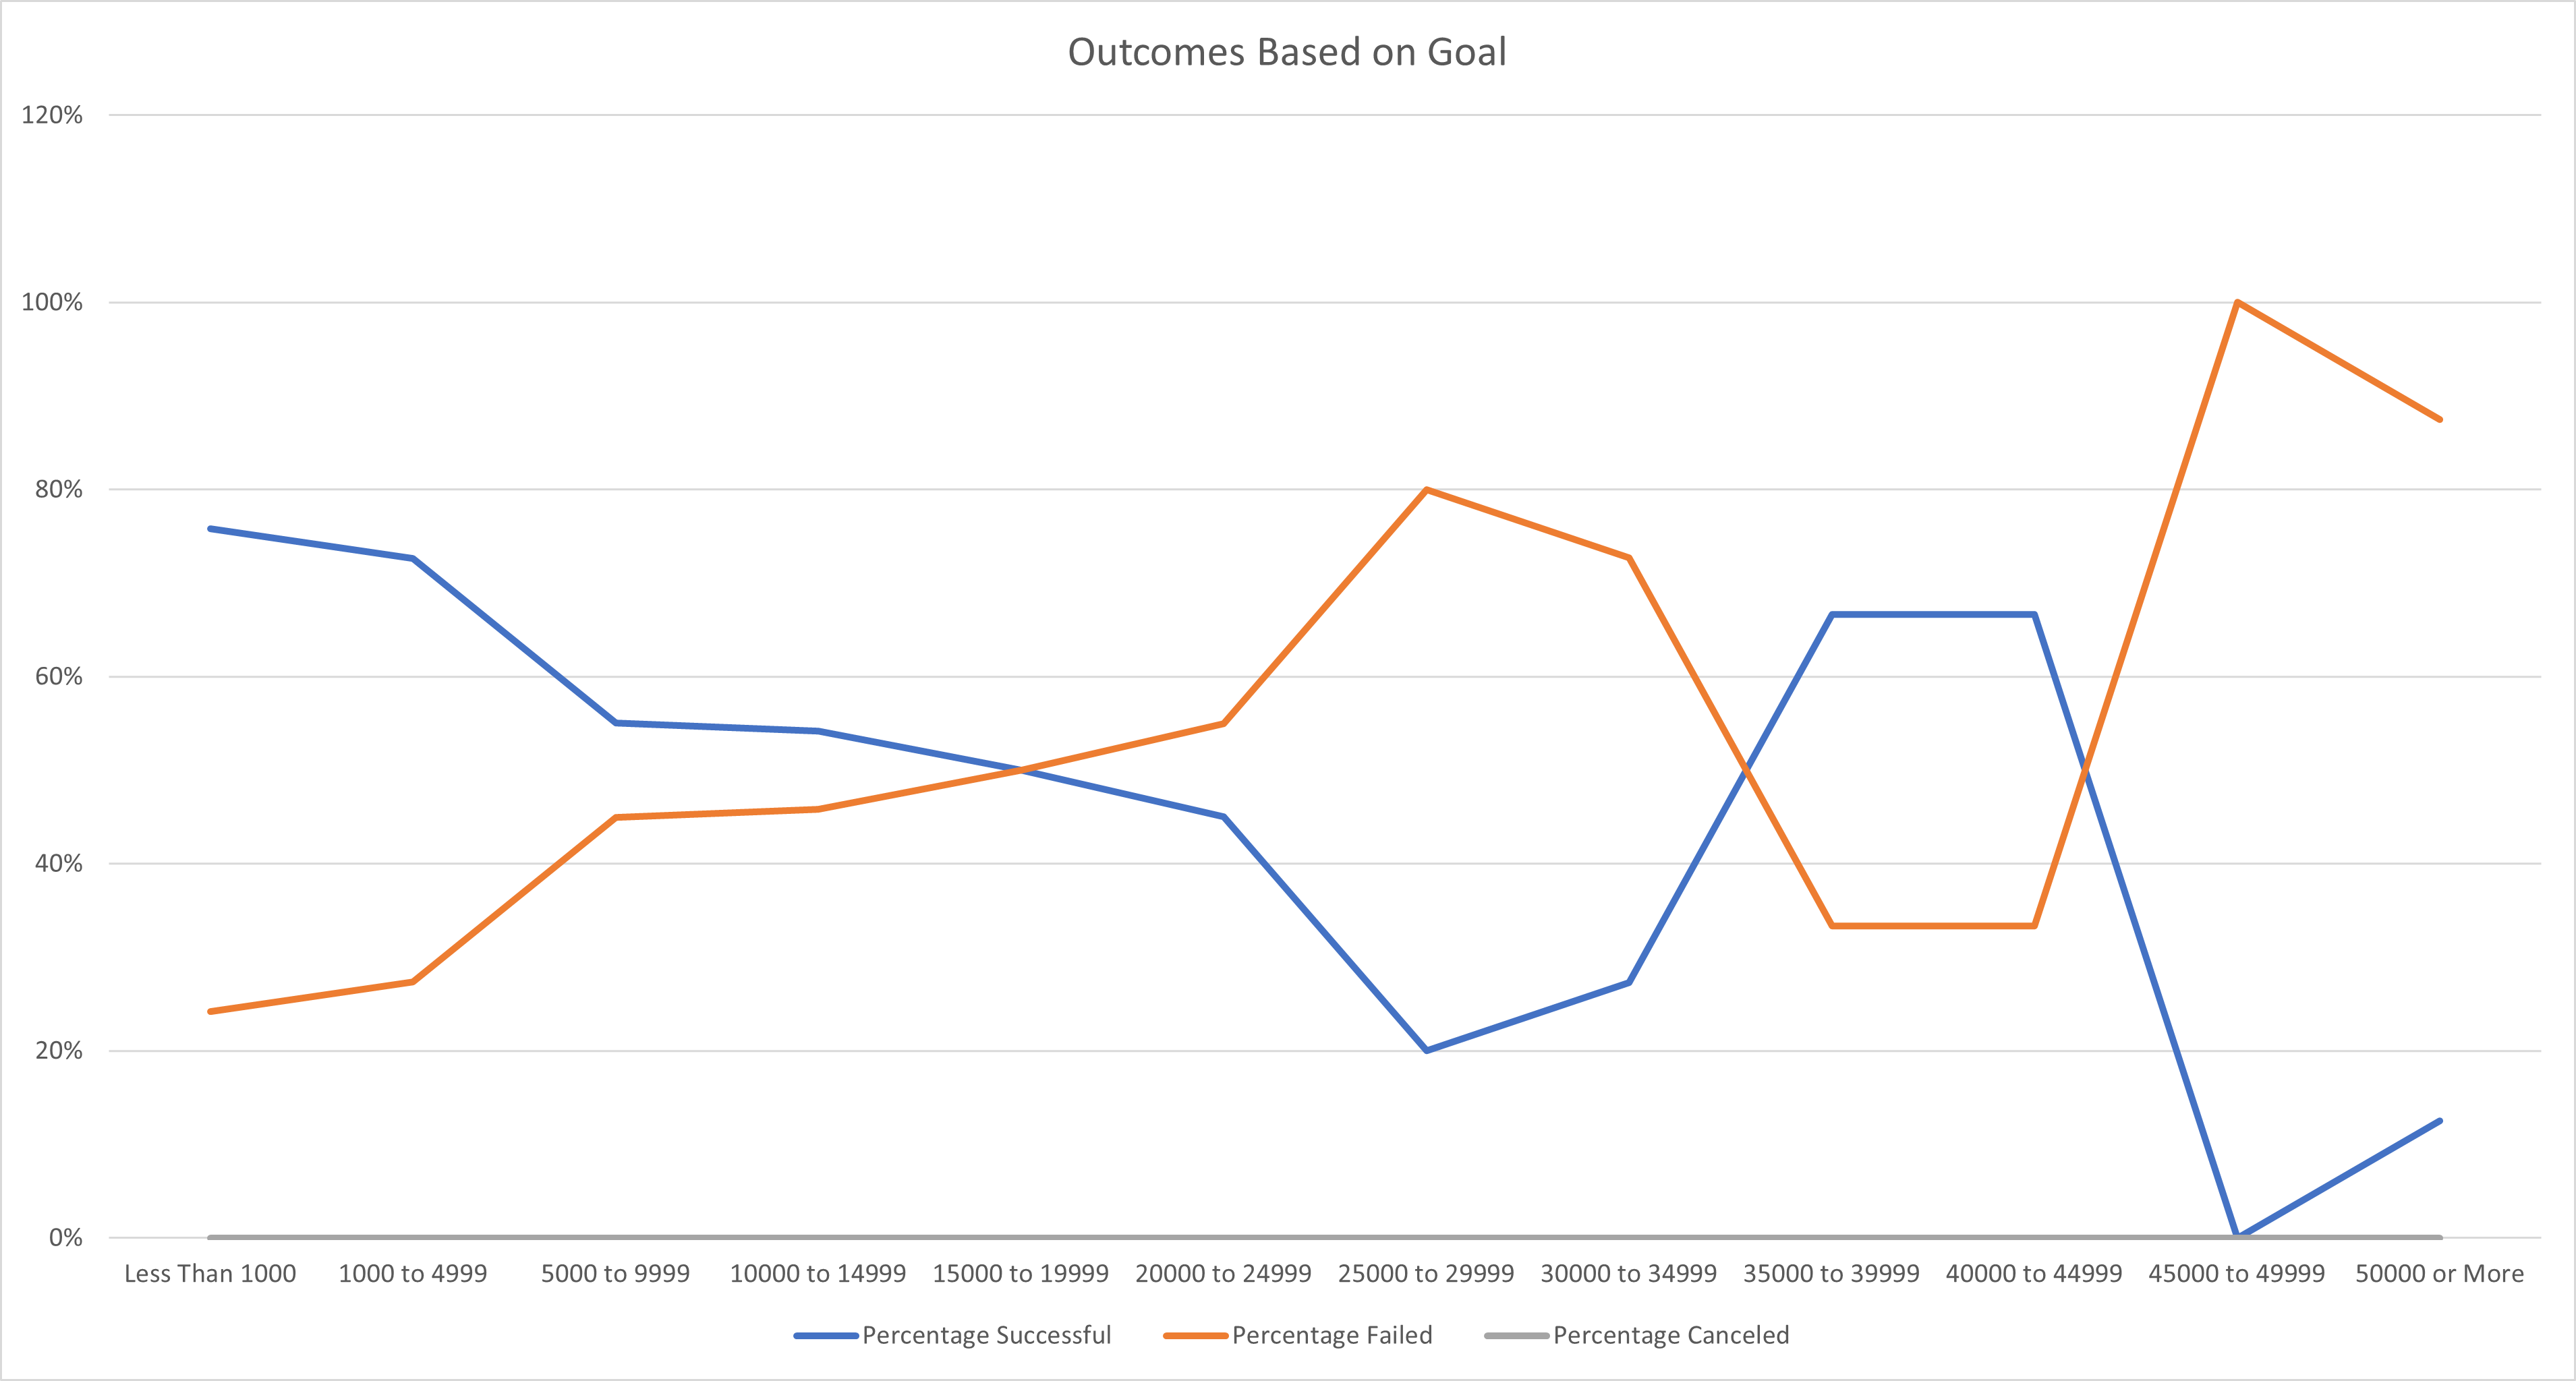 Outcomes Based on Goal
120%
100%
80%
60%
40%
20%
0%
Less Than 1000 1000 to 4999 5000 to 9999 10000 to 14999 15000 to 19999 20000 to 24999 25000 to 29999 30000 to 34999 35000 to 39999 40000 to 44999 45000 to 49999 50000 or More
Percentage Successful Percentage Failed Percentage Canceled